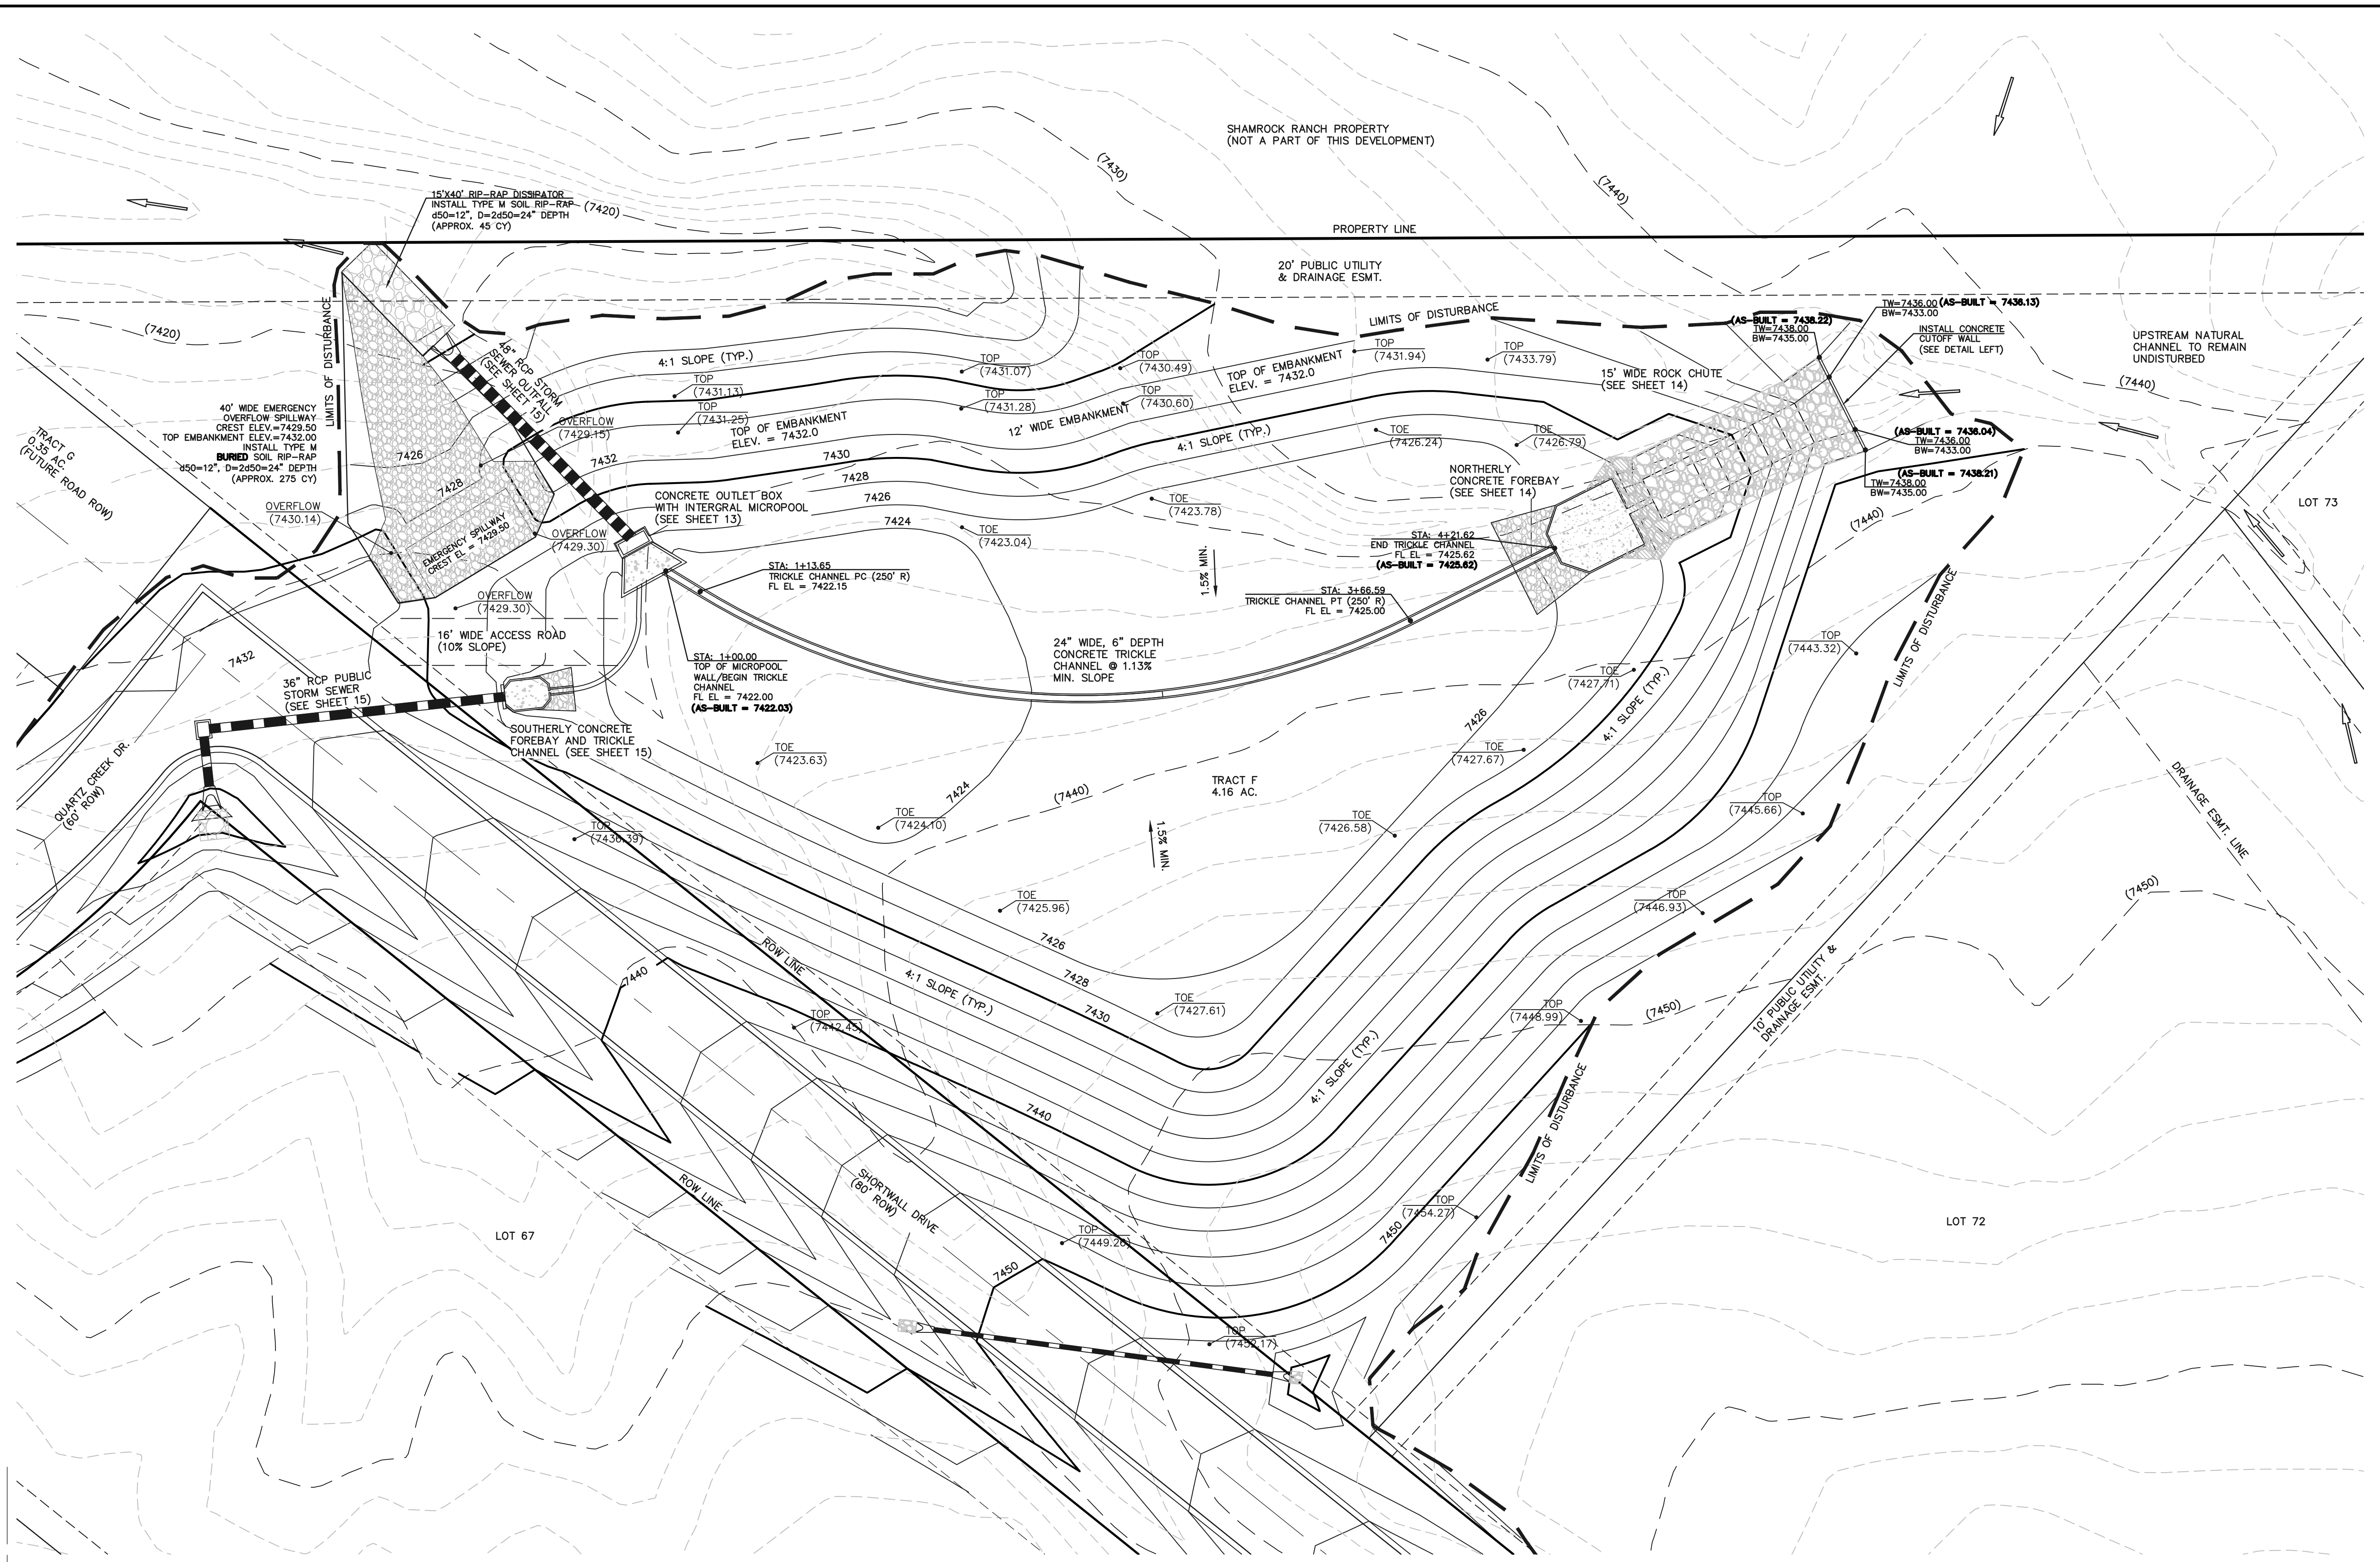 SHAMROCK RANCH PROPERTY
(NOT A PART OF THIS DEVELOPMENT)
(7430)
(7440)
15'X40' RIP-RAP DISSIPATOR
INSTALL TYPE M SOIL RIP-RAP
d50=12", D=2d50=24" DEPTH
(APPROX. 45 CY)
(7420)
PROPERTY LINE
20' PUBLIC UTILITY
& DRAINAGE ESMT.
LIMITS OF DISTURBANCE
(7420)
LIMITS OF DISTURBANCE
TW=7436.00 (AS-BUILT = 7436.13)
BW=7433.00
(AS-BUILT = 7438.22)
TW=7438.00
BW=7435.00
INSTALL CONCRETE
CUTOFF WALL
(SEE DETAIL LEFT)
UPSTREAM NATURAL
CHANNEL TO REMAIN
UNDISTURBED
(7440)
48" RCP STORM
SEWER OUTFALL
(SEE SHEET 15)
4:1 SLOPE (TYP.)
TOP
(7431.13)
TOP
(7431.25)
TOP
(7431.07)
TOP
(7431.28)
TOP
(7430.49)
TOP
(7430.60)
TOP
(7431.94)
TOP
(7433.79)
TOP OF EMBANKMENT
ELEV. = 7432.0
15' WIDE ROCK CHUTE
(SEE SHEET 14)
40' WIDE EMERGENCY
OVERFLOW SPILLWAY
CREST ELEV.=7429.50
TOP EMBANKMENT ELEV.=7432.00
INSTALL TYPE M
BURIED SOIL RIP-RAP
d50=12", D=2d50=24" DEPTH
(APPROX. 275 CY)
TRACT G
0.35 AC.
(FUTURE ROAD ROW)
OVERFLOW
(7429.15)
TOP OF EMBANKMENT
ELEV. = 7432.0
12' WIDE EMBANKMENT
4:1 SLOPE (TYP.)
TOE
(7426.24)
TOE
(7426.79)
(AS-BUILT = 7436.04)
TW=7436.00
BW=7433.00
(AS-BUILT = 7438.21)
TW=7438.00
BW=7435.00
7426
7428
7432
7430
7428
7426
7424
NORTHERLY
CONCRETE FOREBAY
(SEE SHEET 14)
CONCRETE OUTLET BOX
WITH INTERGRAL MICROPOOL
(SEE SHEET 13)
OVERFLOW
(7430.14)
EMERGENCY SPILLWAY
CREST EL = 7429.50
OVERFLOW
(7429.30)
TOE
(7423.78)
TOE
(7423.04)
(7440)
LOT 73
STA: 4+21.62
END TRICKLE CHANNEL
FL EL = 7425.62
(AS-BUILT = 7425.62)
STA: 1+13.65
TRICKLE CHANNEL PC (250' R)
FL EL = 7422.15
1.5% MIN.
STA: 3+66.59
TRICKLE CHANNEL PT (250' R)
FL EL = 7425.00
OVERFLOW
(7429.30)
16' WIDE ACCESS ROAD
(10% SLOPE)
24" WIDE, 6" DEPTH
CONCRETE TRICKLE
CHANNEL @ 1.13%
MIN. SLOPE
STA: 1+00.00
TOP OF MICROPOOL
WALL/BEGIN TRICKLE
CHANNEL
FL EL = 7422.00
(AS-BUILT = 7422.03)
TOP
(7443.32)
LIMITS OF DISTURBANCE
7432
36" RCP PUBLIC
STORM SEWER
(SEE SHEET 15)
TOE
(7427.71)
4:1 SLOPE (TYP.)
7426
SOUTHERLY CONCRETE
FOREBAY AND TRICKLE
CHANNEL (SEE SHEET 15)
TOE
(7423.63)
TOE
(7427.67)
QUARTZ CREEK DR.
(60' ROW)
TRACT F
4.16 AC.
(7440)
7424
TOP
(7445.66)
DRAINAGE ESMT. LINE
TOE
(7424.10)
TOE
(7426.58)
TOP
(7436.39)
1.5% MIN.
TOE
(7425.96)
TOP
(7446.93)
(7450)
ROW LINE
7426
7428
7430
4:1 SLOPE (TYP.)
7440
TOE
(7427.61)
TOP
(7448.99)
(7450)
10' PUBLIC UTILITY &
DRAINAGE ESMT.
TOP
(7442.45)
4:1 SLOPE (TYP.)
7440
LIMITS OF DISTURBANCE
ROW LINE
SHORTWALL DRIVE
(80' ROW)
TOP
(7454.27)
LOT 67
TOP
(7449.26)
7450
LOT 72
7450
TOP
(7452.17)